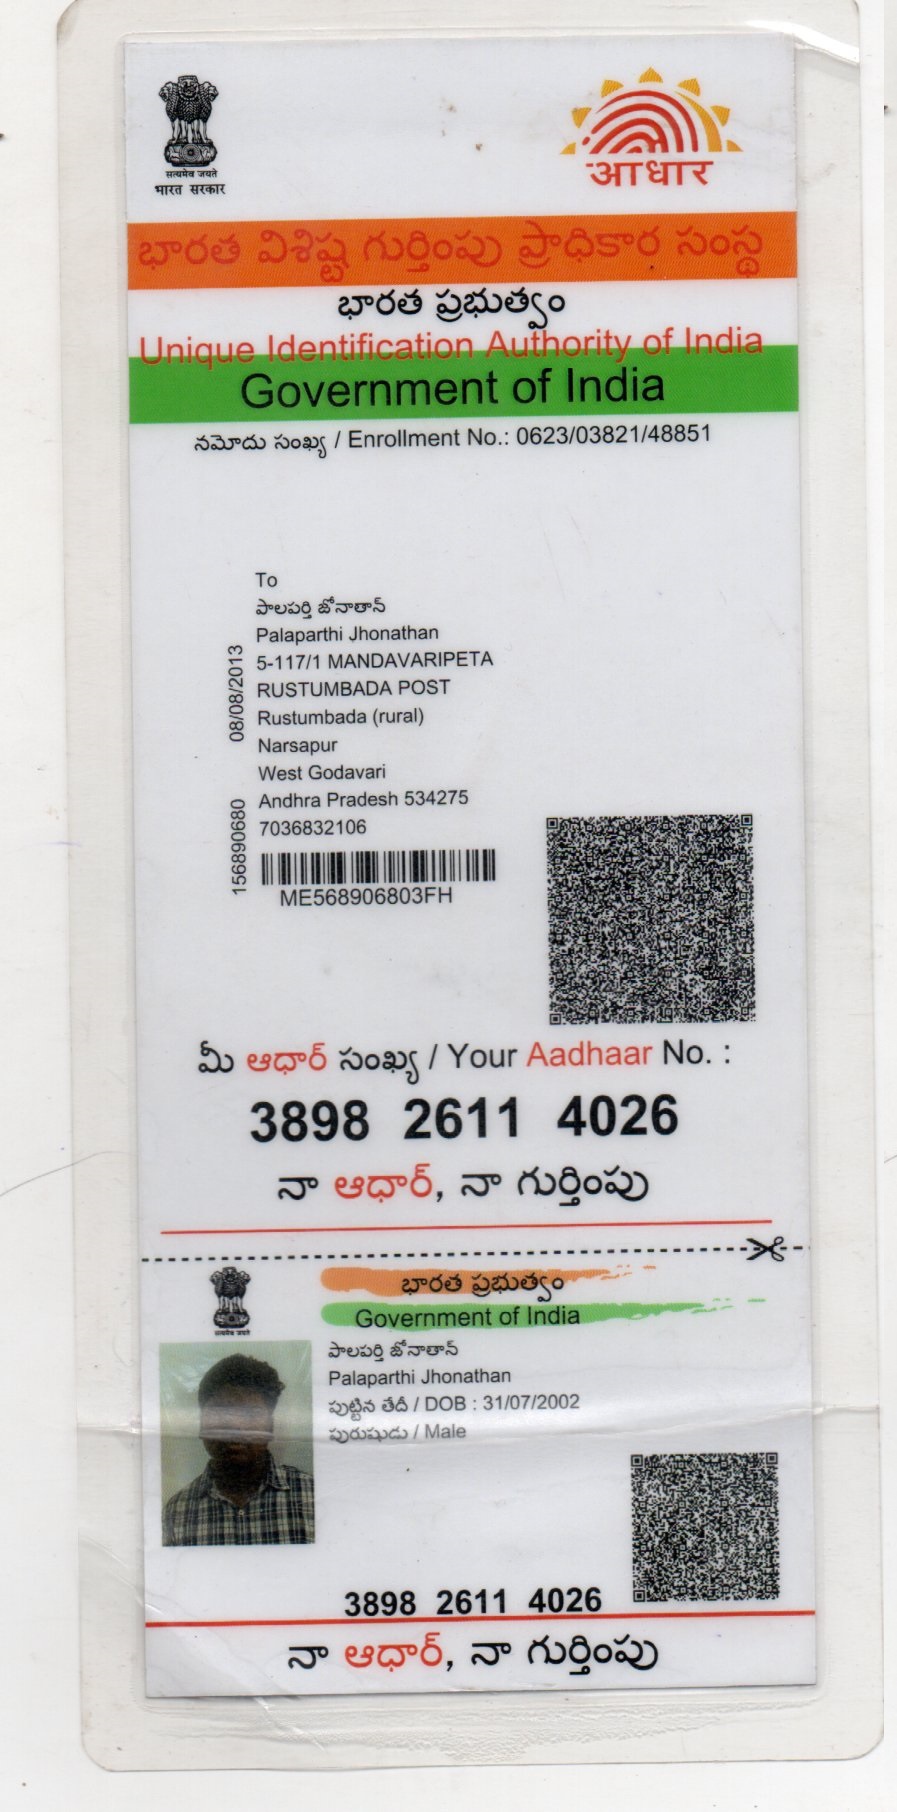 सत्यमेव जयते
भारत सरकार
आधार
భారత విశిష్ట గుర్తింపు ప్రాధికార సంస్థ
భారత ప్రభుత్వం
Unique Identification Authority of India
Government of India
నమోదు సంఖ్య / Enrollment No.: 0623/03821/48851
To
పాలపర్తి జోనాతాన్
Palaparthi Jhonathan
5-117/1 MANDAVARIPETA
RUSTUMBADA POST
Rustumbada (rural)
Narsapur
West Godavari
Andhra Pradesh 534275
7036832106
08/08/2013
156890680
ME568906803FH
మీ ఆధార్ సంఖ్య / Your Aadhaar No. :
3898 2611 4026
నా ఆధార్, నా గుర్తింపు
భారత ప్రభుత్వం
Government of India
सत्यमेव जयते
పాలపర్తి జోనాతాన్
Palaparthi Jhonathan
పుట్టిన తేదీ / DOB : 31/07/2002
పురుషుడు / Male
3898 2611 4026
నా ఆధార్, నా గుర్తింపు